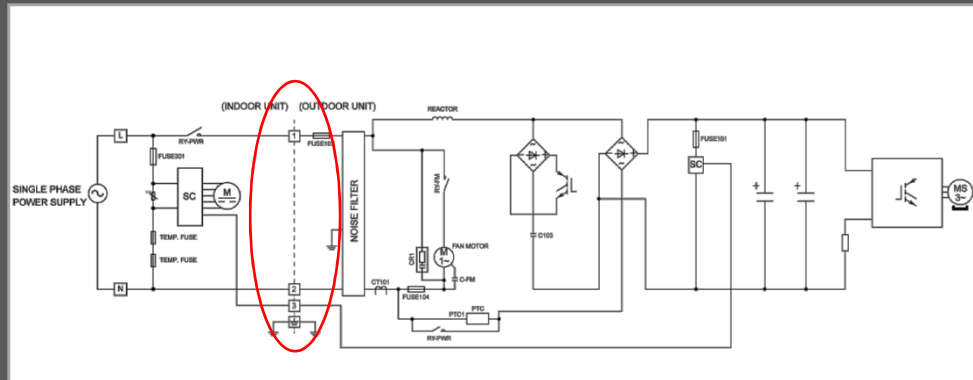 (INDOOR UNIT) (OUTDOOR UNIT)
REACTOR
L
RY-PWR
1
FUSE301
FUSE101
SINGLE PHASE
POWER SUPPLY
SC
M
NOISE FILTER
RY-FM
SC
+
+
MS
3~
TEMP. FUSE
TEMP. FUSE
CR1
FAN MOTOR
M
1~
C103
C-FM
N
2
CT101
FUSE104
3
PTC1
PTC
RY-PWR